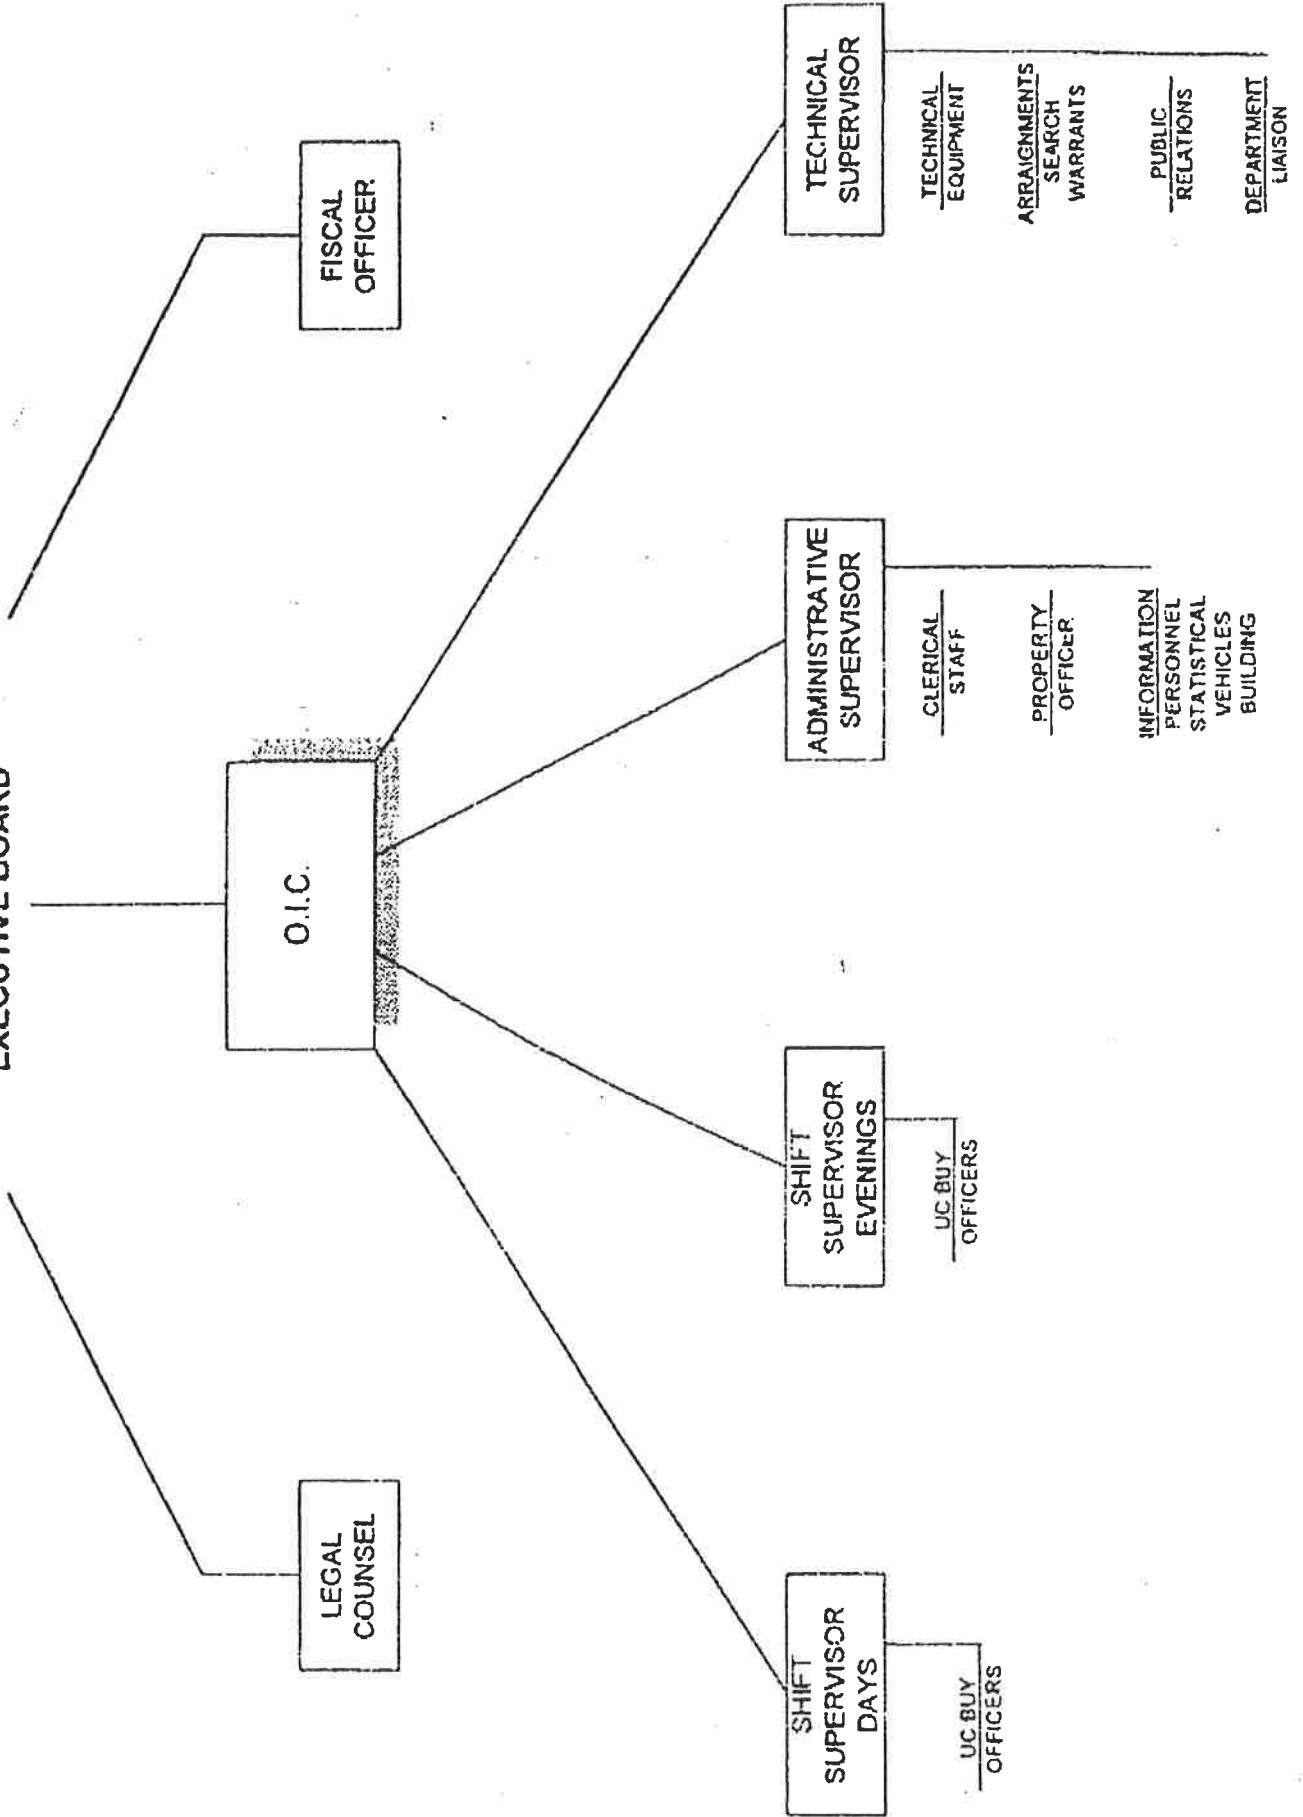 EXECUTIVE BOARD
LEGAL
COUNSEL
O.I.C.
FISCAL
OFFICER
SHIFT
SUPERVISOR
DAYS
UC BUY
OFFICERS
SHIFT
SUPERVISOR
EVENINGS
UC BUY
OFFICERS
ADMINISTRATIVE
SUPERVISOR
CLERICAL
STAFF
PROPERTY
OFFICER
INFORMATION
PERSONNEL
STATISTICAL
VEHICLES
BUILDING
TECHNICAL
SUPERVISOR
TECHNICAL
EQUIPMENT
ARRAIGNMENTS
SEARCH
WARRANTS
PUBLIC
RELATIONS
DEPARTMENT
LIAISON